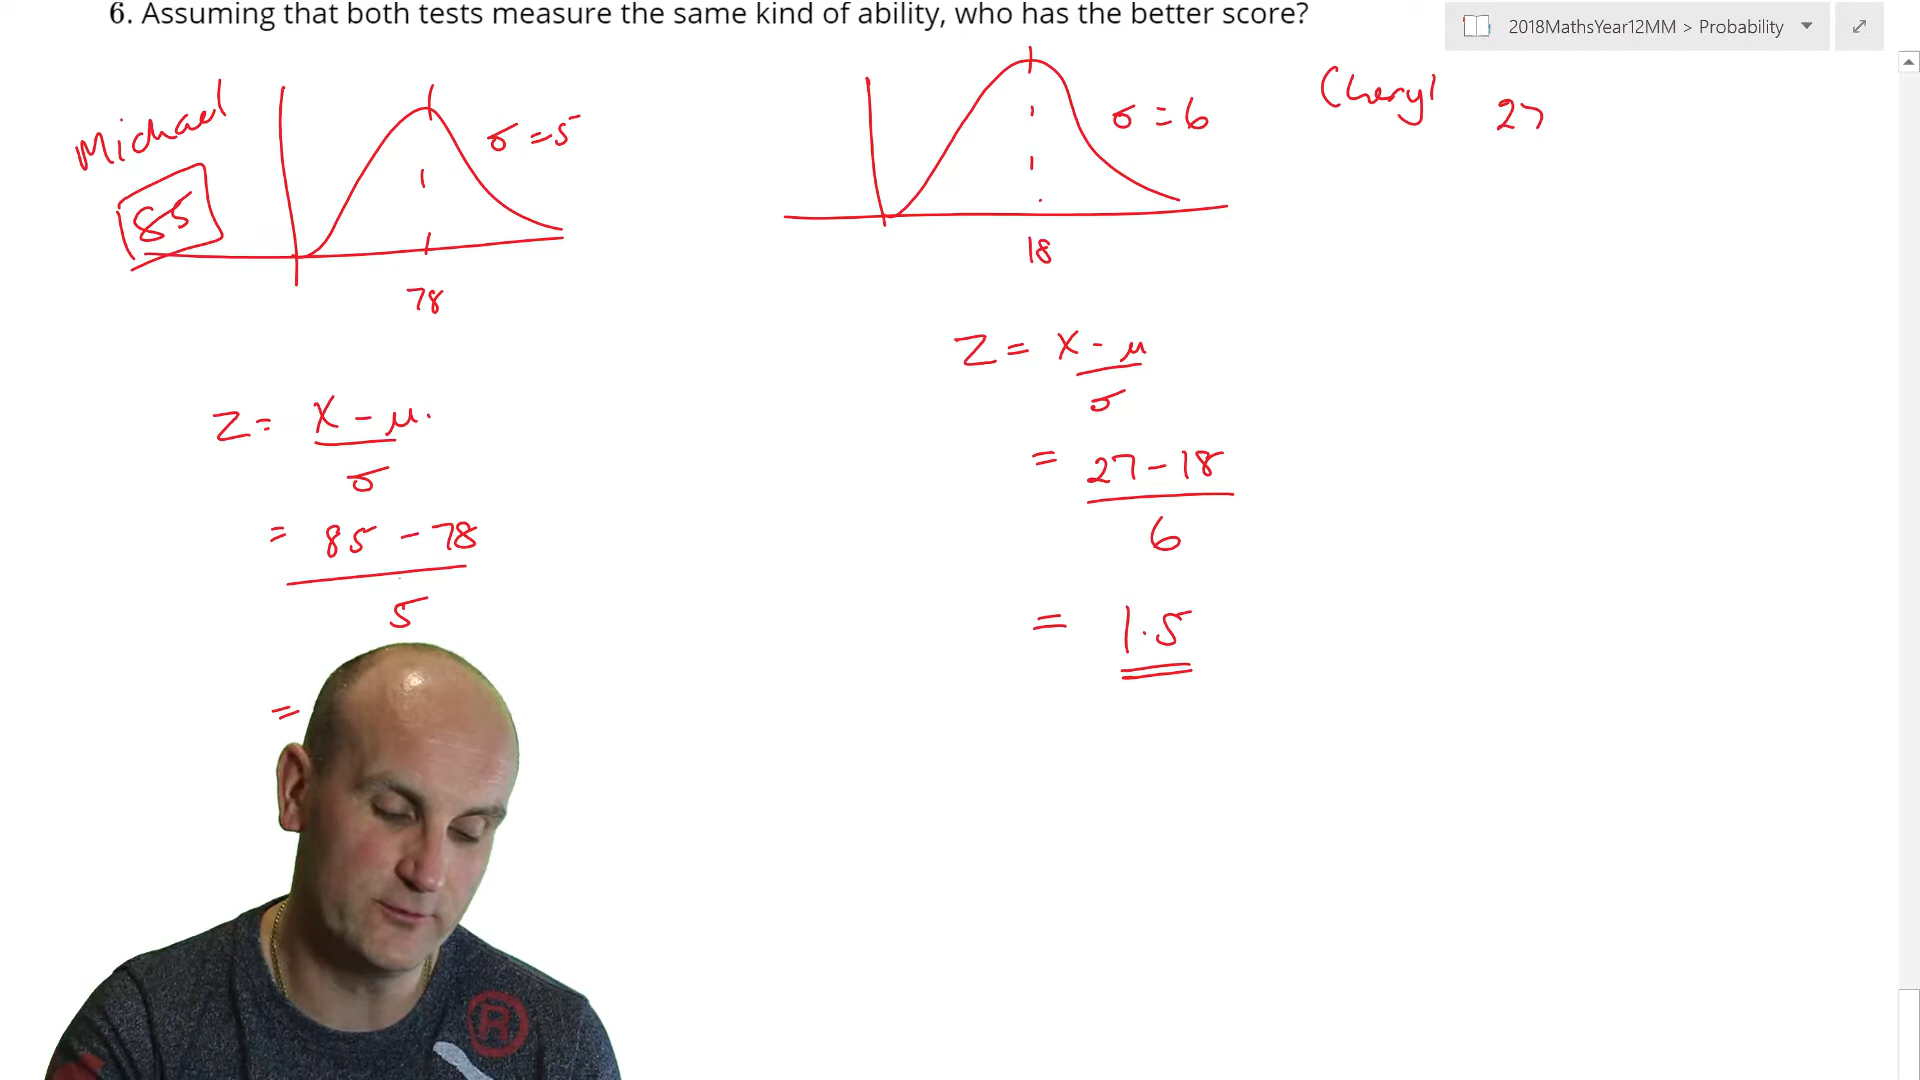 6. Assuming that both tests measure the same kind of ability, who has the better score?
2018MathsYear12MM > Probability
Michael
85
σ = 5
78
Z = X - μ.
σ
= 85 - 78
5
=
σ = 6
18
Cheryl 27
Z = X - μ
σ
= 27 - 18
6
= 1.5
R